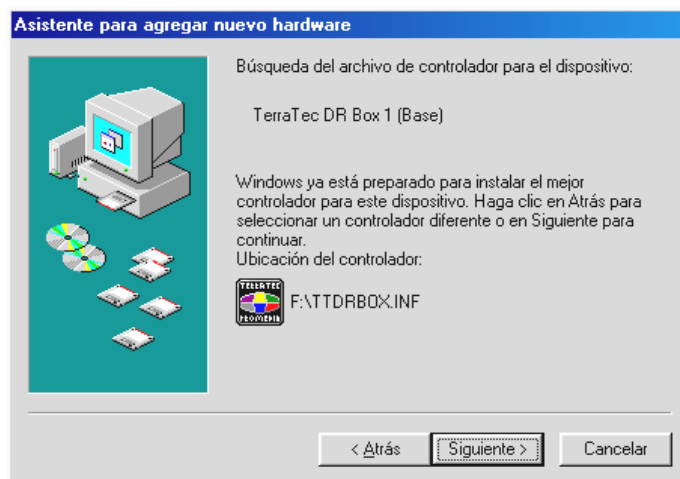 Asistente para agregar nuevo hardware
Búsqueda del archivo de controlador para el dispositivo:
TerraTec DR Box 1 (Base)
Windows ya está preparado para instalar el mejor
controlador para este dispositivo. Haga clic en Atrás para
seleccionar un controlador diferente o en Siguiente para
continuar.
Ubicación del controlador:
TERRATEC
PROMEDIA
F:\TTDRBOX.INF
< Atrás
Siguiente >
Cancelar